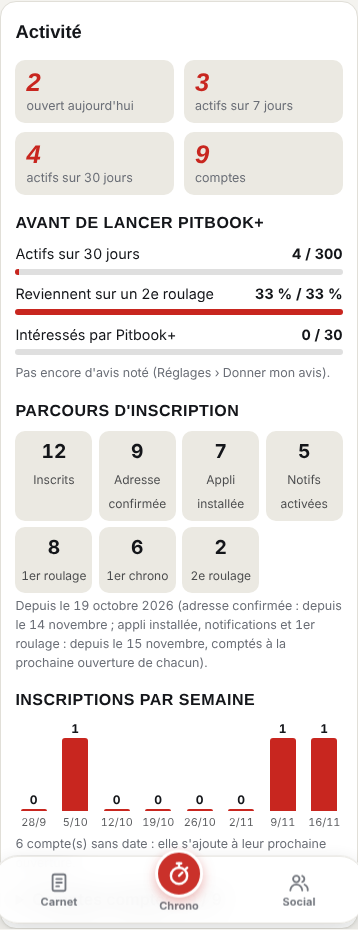 Activité
2
ouvert aujourd'hui
3
actifs sur 7 jours
4
actifs sur 30 jours
9
comptes
AVANT DE LANCER PITBOOK+
Actifs sur 30 jours 4 / 300
Reviennent sur un 2e roulage 33 % / 33 %
Intéressés par Pitbook+ 0 / 30
Pas encore d'avis noté (Réglages › Donner mon avis).
PARCOURS D'INSCRIPTION
12
Inscrits
9
Adresse
confirmée
7
Appli
installée
5
Notifs
activées
8
1er roulage
6
1er chrono
2
2e roulage
Depuis le 19 octobre 2026 (adresse confirmée : depuis
le 14 novembre ; appli installée, notifications et 1er
roulage : depuis le 15 novembre, comptés à la
prochaine ouverture de chacun).
INSCRIPTIONS PAR SEMAINE
0 1 0 0 0 0 1 1
28/9 5/10 12/10 19/10 26/10 2/11 9/11 16/11
6 compte(s) sans date : elle s'ajoute à leur prochaine
Carnet
Chrono
Social